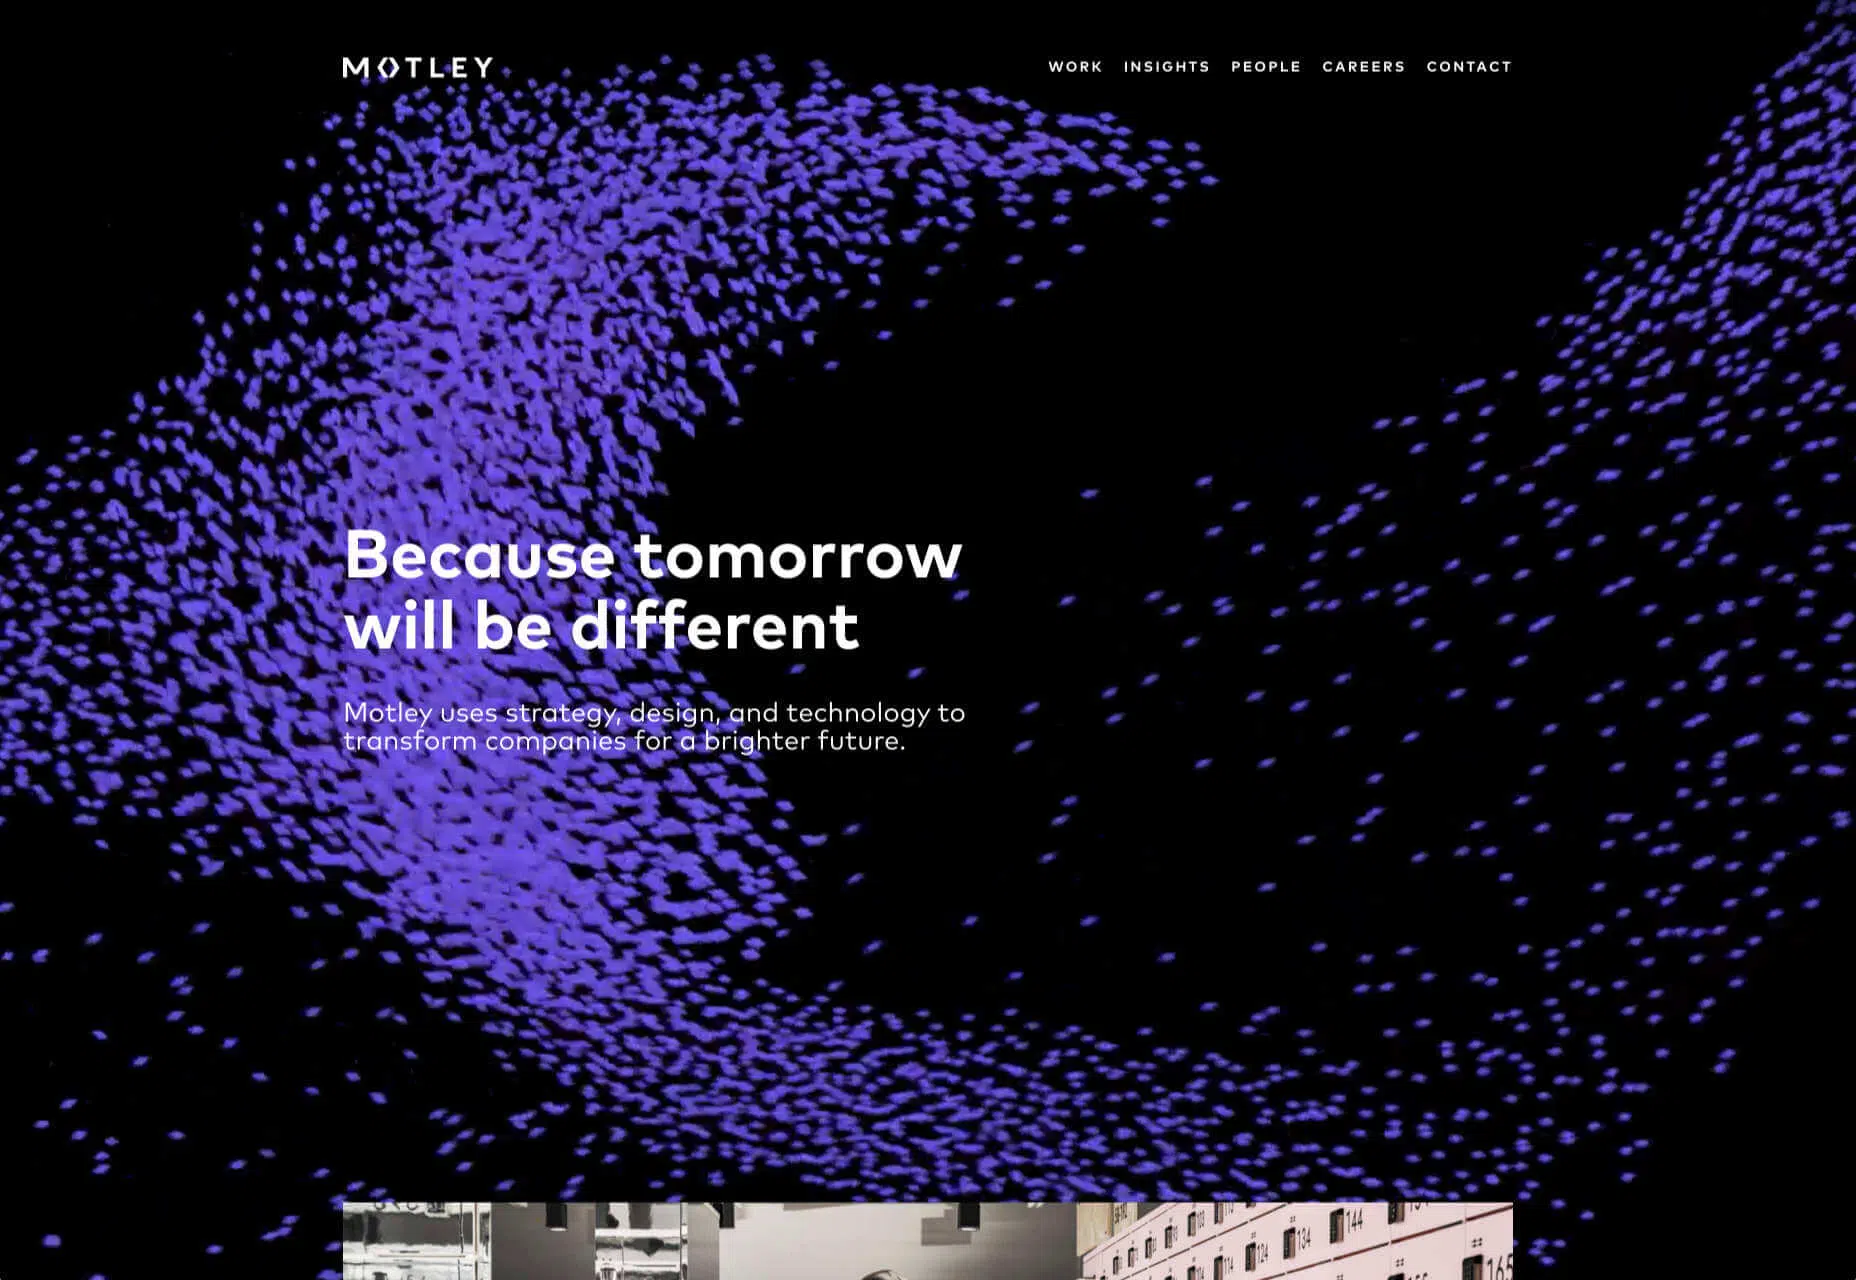 MOTLEY
WORK INSIGHTS PEOPLE CAREERS CONTACT
Because tomorrow
will be different
Motley uses strategy, design, and technology to
transform companies for a brighter future.
144
134
124
114
165